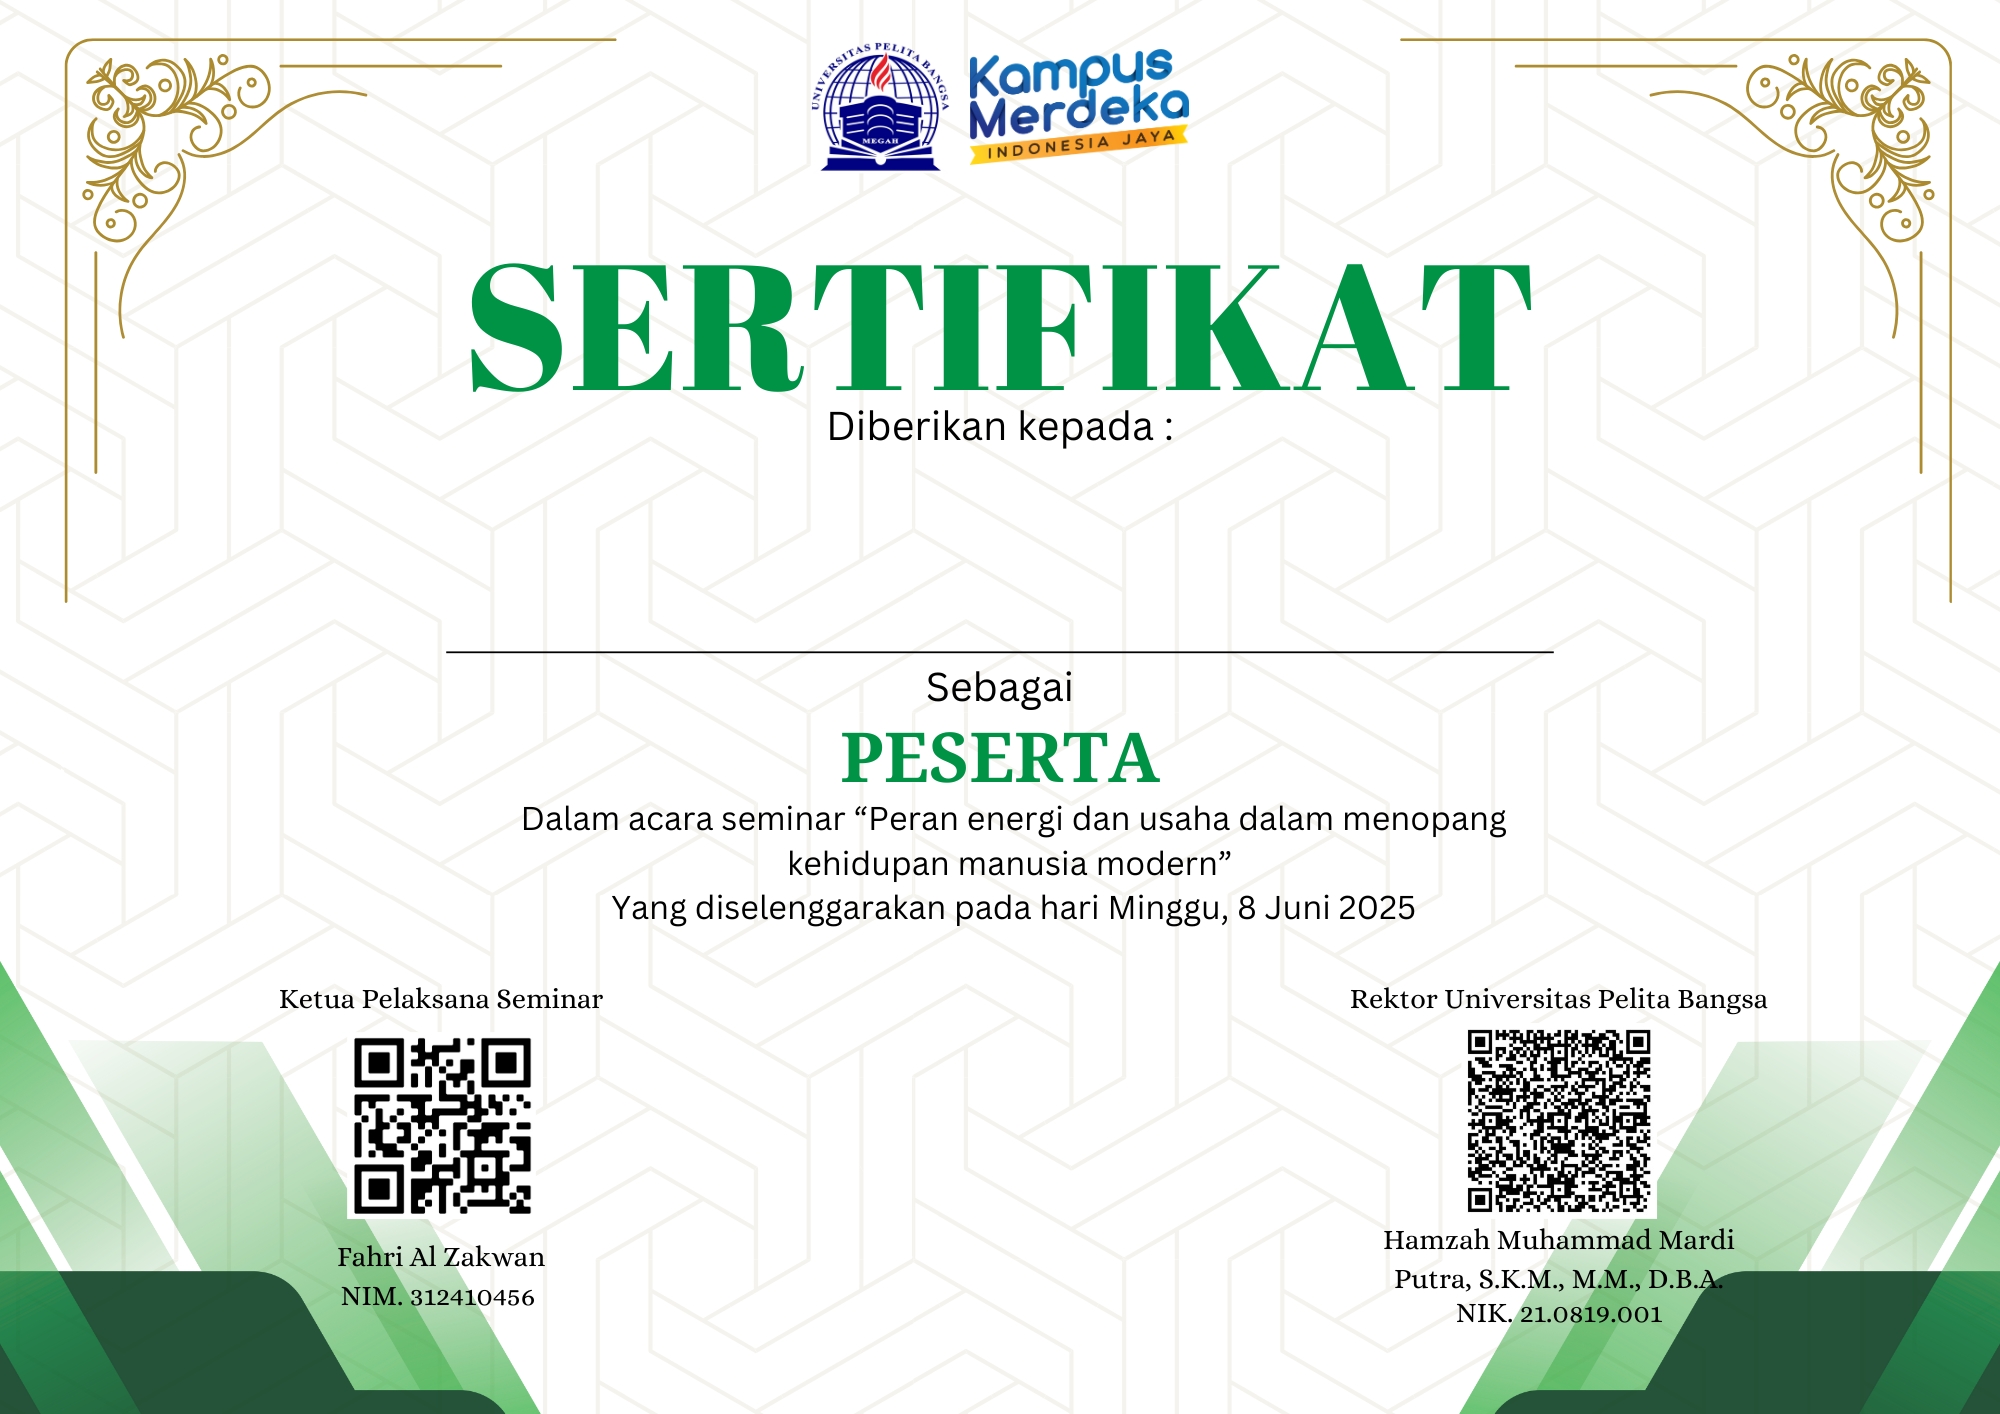 UNIVERSITAS PELITA BANGSA
MEGAH
Kampus
Merdeka
INDONESIA JAYA
SERTIFIKAT
Diberikan kepada :
Sebagai
PESERTA
Dalam acara seminar “Peran energi dan usaha dalam menopang
kehidupan manusia modern”
Yang diselenggarakan pada hari Minggu, 8 Juni 2025
Ketua Pelaksana Seminar
Fahri Al Zakwan
NIM. 312410456
Rektor Universitas Pelita Bangsa
Hamzah Muhammad Mardi
Putra, S.K.M., M.M., D.B.A.
NIK. 21.0819.001